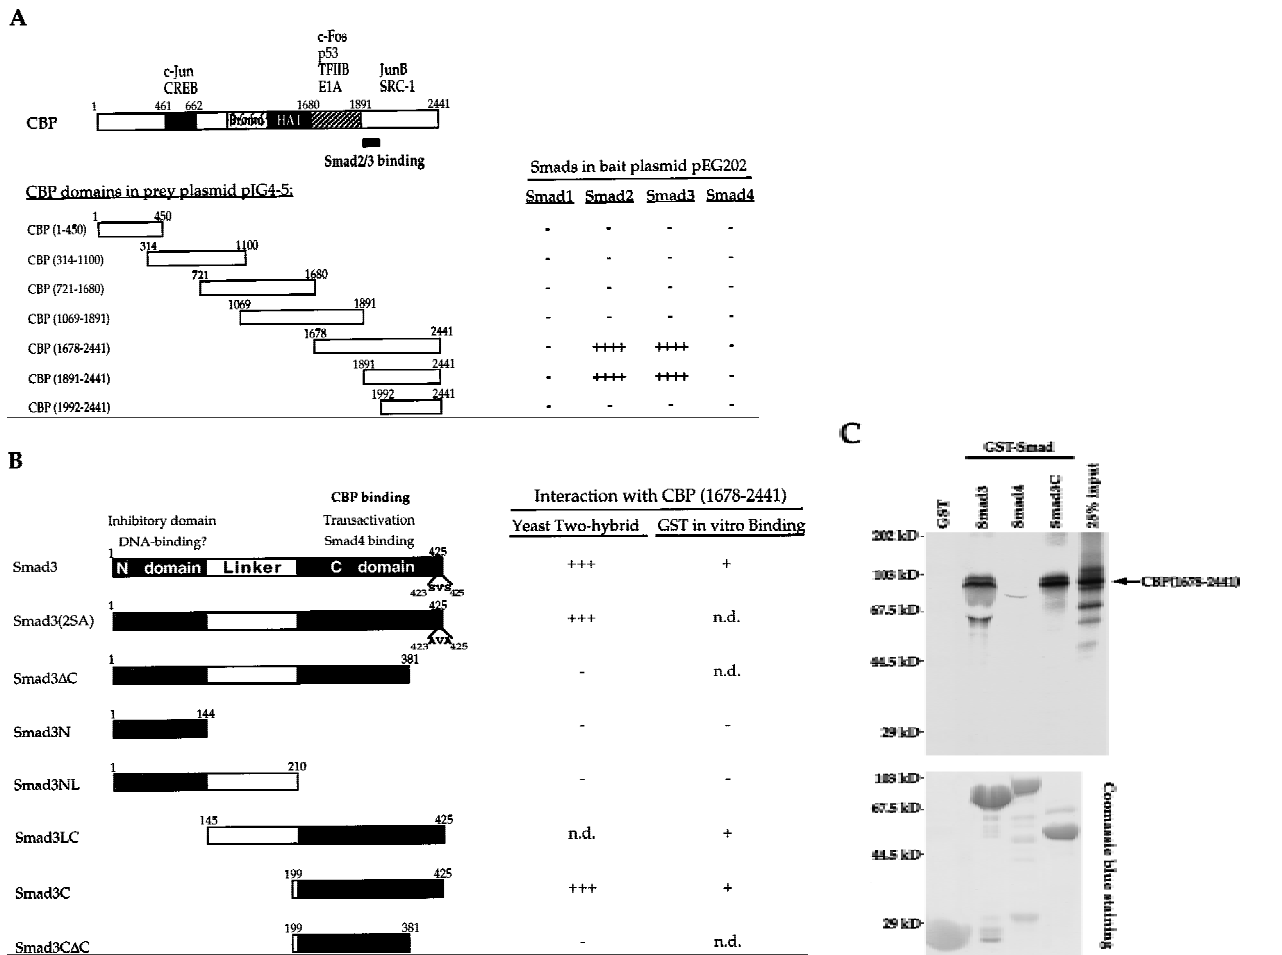 A
c-Fos
p53
c-Jun TFIIB JunB
CREB E1A SRC-1
1 461 662 1680 1891 2441
CBP Bromo HAT
Smad2/3 binding
Smads in bait plasmid pEG202
CBP domains in prey plasmid pJG4-5:
Smad1 Smad2 Smad3 Smad4
1 450
CBP (1-450) - - - -
314 1100
CBP (314-1100) - - - -
721 1680
CBP (721-1680) - - - -
1069 1891
CBP (1069-1891) - - - -
1678 2441
CBP (1678-2441) - ++++ ++++ -
1891 2441
CBP (1891-2441) - ++++ ++++ -
1992 2441
CBP (1992-2441) - - - -
B
CBP binding
Interaction with CBP (1678-2441)
Inhibitory domain Transactivation
DNA-binding? Smad4 binding
Yeast Two-hybrid GST in vitro Binding
1 425
Smad3 N domain Linker C domain +++ +
423 SVS 425
1 425
Smad3(2SA) +++ n.d.
423 AVA 425
1 381
Smad3ΔC - n.d.
1 144
Smad3N - -
1 210
Smad3NL - -
145 425
Smad3LC n.d. +
199 425
Smad3C +++ +
199 381
Smad3CΔC - n.d.
C
GST-Smad
GST Smad3 Smad4 Smad3C 25% input
202 kD-
103 kD-
CBP(1678-2441)
67.5 kD-
44.5 kD-
29 kD-
103 kD-
67.5 kD-
44.5 kD-
29 kD-
Coomassie blue staining